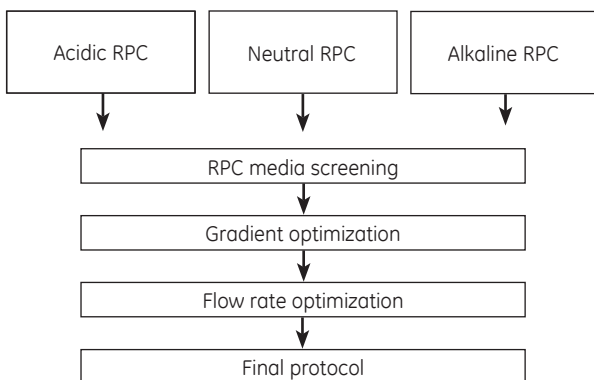 Acidic RPC
Neutral RPC
Alkaline RPC
RPC media screening
Gradient optimization
Flow rate optimization
Final protocol